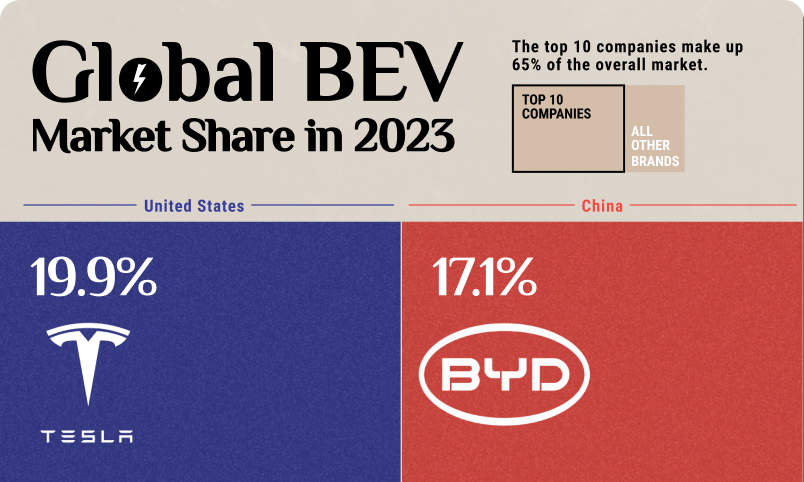 Global BEV
Market Share in 2023
The top 10 companies make up
65% of the overall market.
TOP 10
COMPANIES
ALL
OTHER
BRANDS
United States
China
19.9%
TESLA
17.1%
BYD